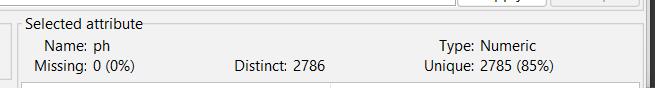 Selected attribute
Name: ph Type: Numeric
Missing: 0 (0%) Distinct: 2786 Unique: 2785 (85%)